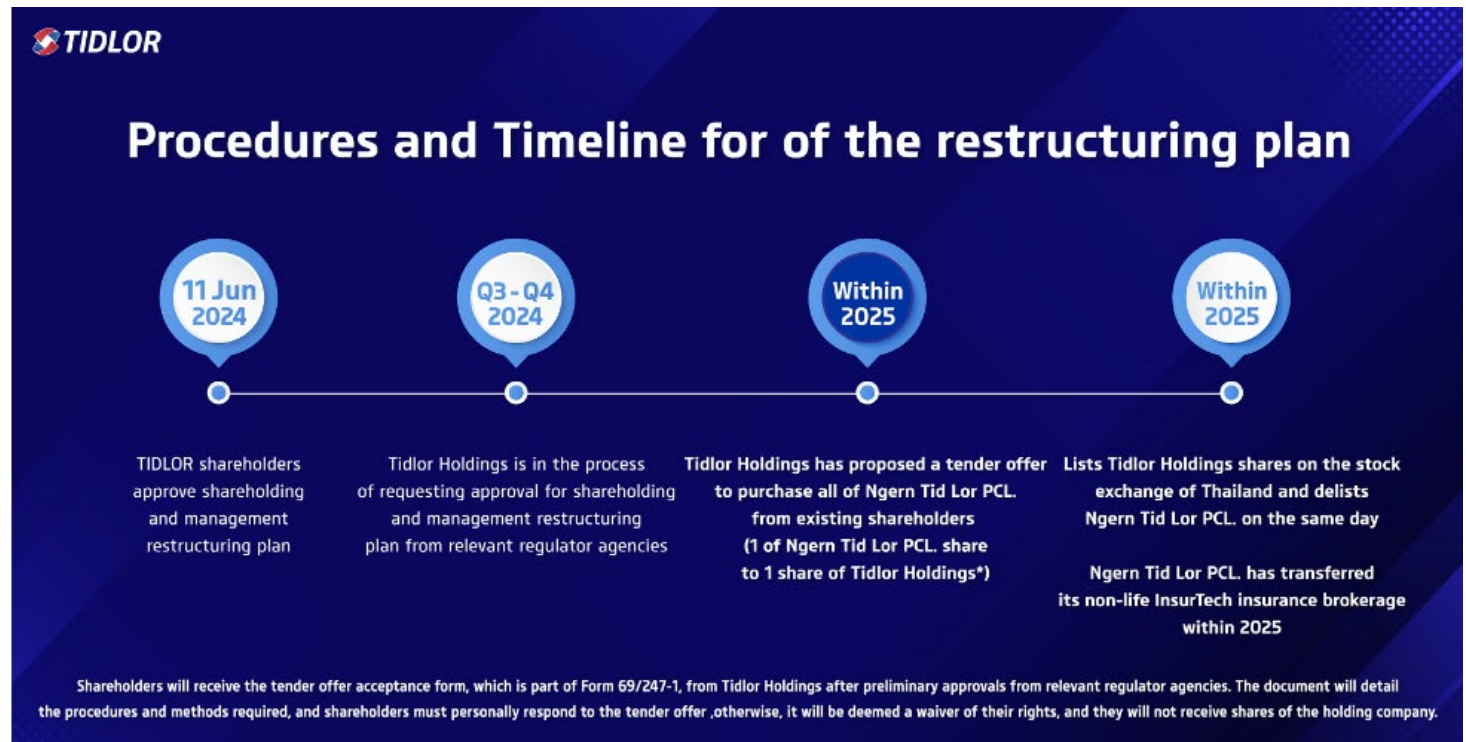 TIDLOR
Procedures and Timeline for of the restructuring plan
11 Jun
2024
Q3-Q4
2024
Within
2025
Within
2025
TIDLOR shareholders
approve shareholding
and management
restructuring plan
Tidlor Holdings is in the process
of requesting approval for shareholding
and management restructuring
plan from relevant regulator agencies
Tidlor Holdings has proposed a tender offer
to purchase all of Ngern Tid Lor PCL.
from existing shareholders
(1 of Ngern Tid Lor PCL. share
to 1 share of Tidlor Holdings*)
Lists Tidlor Holdings shares on the stock
exchange of Thailand and delists
Ngern Tid Lor PCL. on the same day
Ngern Tid Lor PCL. has transferred
its non-life InsurTech insurance brokerage
within 2025
Shareholders will receive the tender offer acceptance form, which is part of Form 69/247-1, from Tidlor Holdings after preliminary approvals from relevant regulator agencies. The document will detail
the procedures and methods required, and shareholders must personally respond to the tender offer ,otherwise, it will be deemed a waiver of their rights, and they will not receive shares of the holding company.